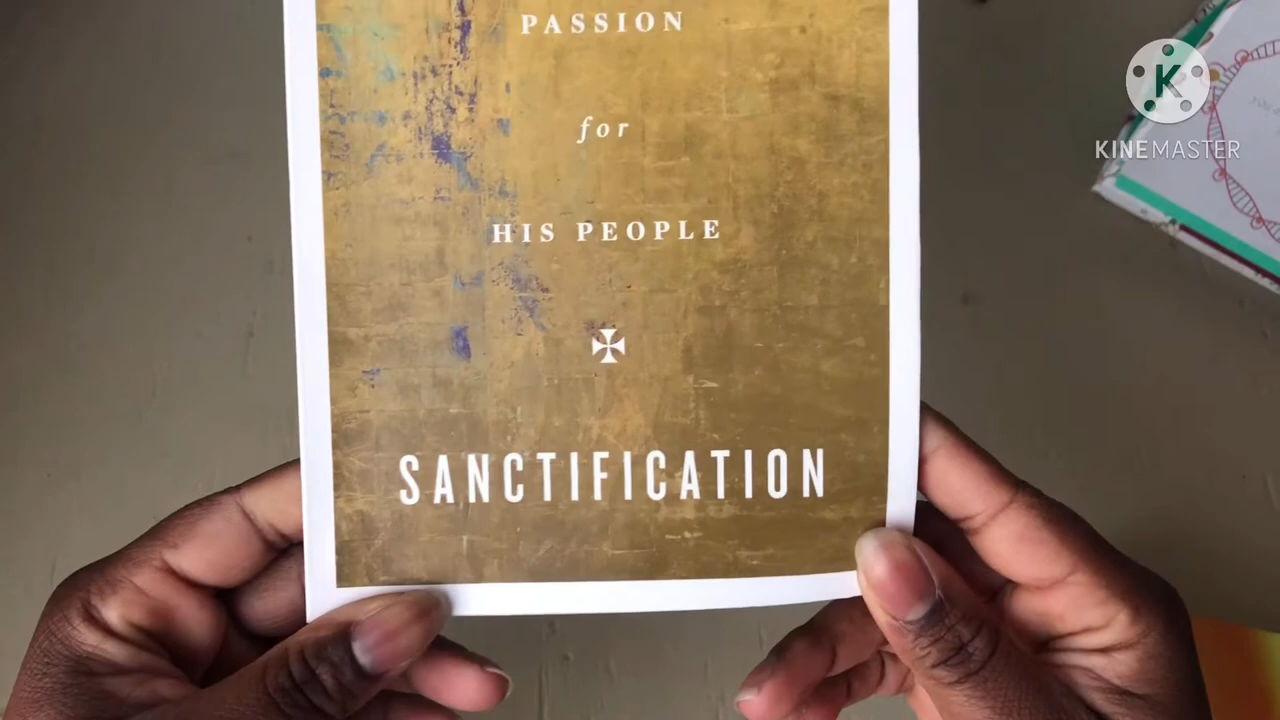 PASSION
for
HIS PEOPLE
SANCTIFICATION
K
KINEMASTER